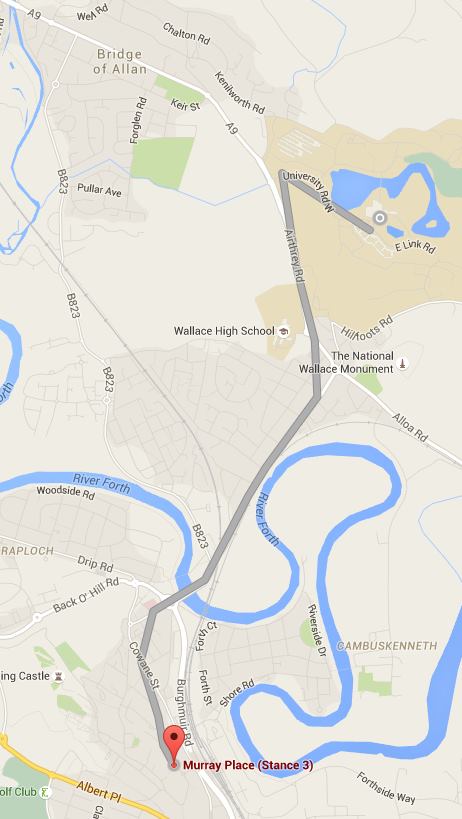 A9
Well Rd
Chalton Rd
Bridge
of Allan
Kenilworth Rd
Keir St
Forglen Rd
A9
B823
Pullar Ave
University Rd W
E Link Rd
Airthrey Rd
B823
Wallace High School
Hillfoots Rd
The National
Wallace Monument
B823
Alloa Rd
orth
River Forth
Woodside Rd
River Forth
B823
RAPLOCH
Drip Rd
Back O' Hill Rd
Forth Ct
Riverside Dr
CAMBUSKENNETH
Cowane St
ing Castle
Forth St
Shore Rd
Burghmuir Rd
Murray Place (Stance 3)
Albert Pl
olf Club
Cla
Forthside Way